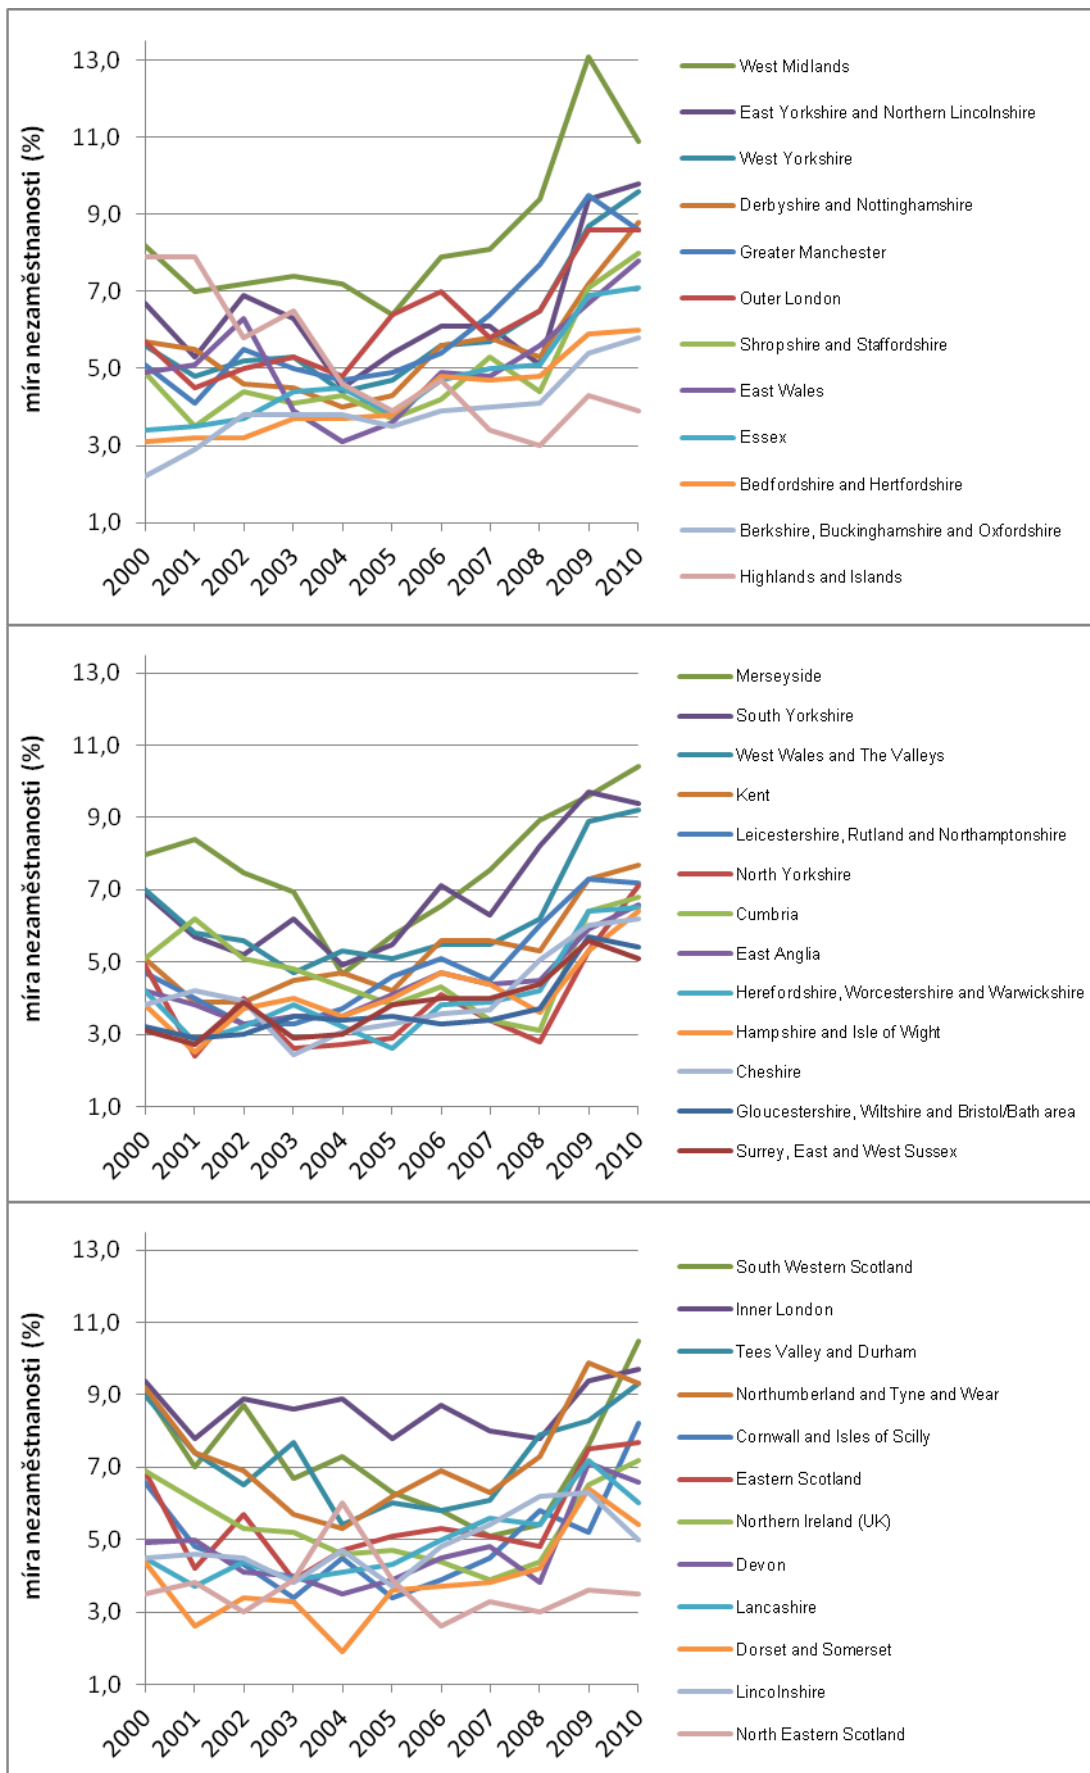 míra nezaměstnanosti (%)
13,0
11,0
9,0
7,0
5,0
3,0
1,0
2000
2001
2002
2003
2004
2005
2006
2007
2008
2009
2010
West Midlands
East Yorkshire and Northern Lincolnshire
West Yorkshire
Derbyshire and Nottinghamshire
Greater Manchester
Outer London
Shropshire and Staffordshire
East Wales
Essex
Bedfordshire and Hertfordshire
Berkshire, Buckinghamshire and Oxfordshire
Highlands and Islands
míra nezaměstnanosti (%)
13,0
11,0
9,0
7,0
5,0
3,0
1,0
2000
2001
2002
2003
2004
2005
2006
2007
2008
2009
2010
Merseyside
South Yorkshire
West Wales and The Valleys
Kent
Leicestershire, Rutland and Northamptonshire
North Yorkshire
Cumbria
East Anglia
Herefordshire, Worcestershire and Warwickshire
Hampshire and Isle of Wight
Cheshire
Gloucestershire, Wiltshire and Bristol/Bath area
Surrey, East and West Sussex
míra nezaměstnanosti (%)
13,0
11,0
9,0
7,0
5,0
3,0
1,0
2000
2001
2002
2003
2004
2005
2006
2007
2008
2009
2010
South Western Scotland
Inner London
Tees Valley and Durham
Northumberland and Tyne and Wear
Cornwall and Isles of Scilly
Eastern Scotland
Northern Ireland (UK)
Devon
Lancashire
Dorset and Somerset
Lincolnshire
North Eastern Scotland